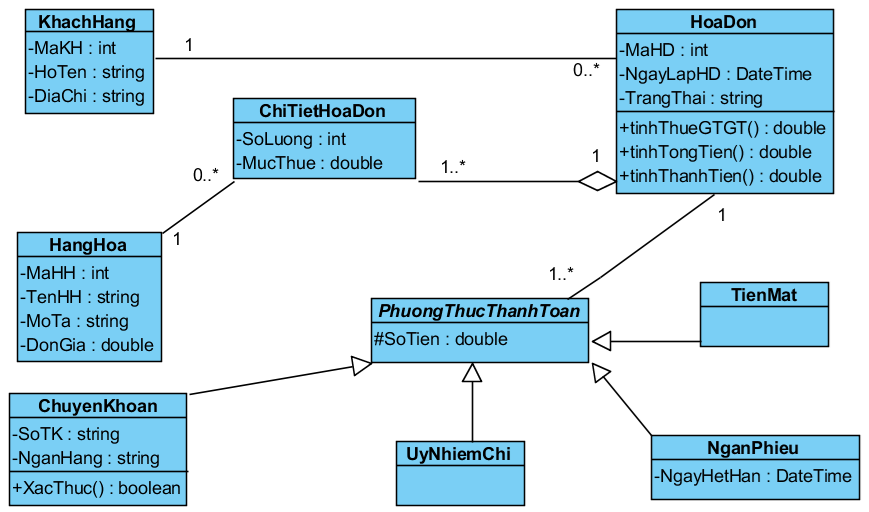 KhachHang
-MaKH : int
-HoTen : string
-DiaChi : string
1
0..*
HoaDon
-MaHD : int
-NgayLapHD : DateTime
-TrangThai : string
+tinhThueGTGT() : double
+tinhTongTien() : double
+tinhThanhTien() : double
ChiTietHoaDon
-SoLuong : int
-MucThue : double
1..*
1
0..*
1
HangHoa
-MaHH : int
-TenHH : string
-MoTa : string
-DonGia : double
1
1..*
PhuongThucThanhToan
#SoTien : double
TienMat
ChuyenKhoan
-SoTK : string
-NganHang : string
+XacThuc() : boolean
UyNhiemChi
NganPhieu
-NgayHetHan : DateTime